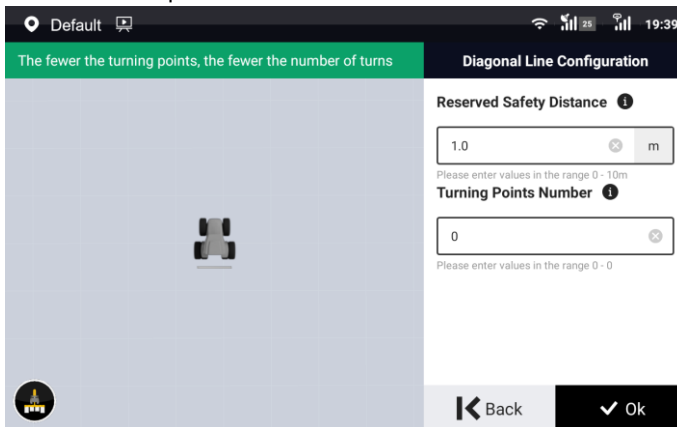 Default
25
19:39
The fewer the turning points, the fewer the number of turns
Diagonal Line Configuration
Reserved Safety Distance
1.0
m
Please enter values in the range 0 - 10m
Turning Points Number
0
Please enter values in the range 0 - 0
Back
Ok